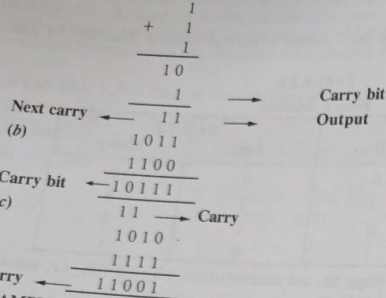 1
+ 1
1
10
1 Carry bit
Next carry 11 Output
(b)
1011
1100
Carry bit 10111
c)
11 Carry
1010
1111
rry 11001